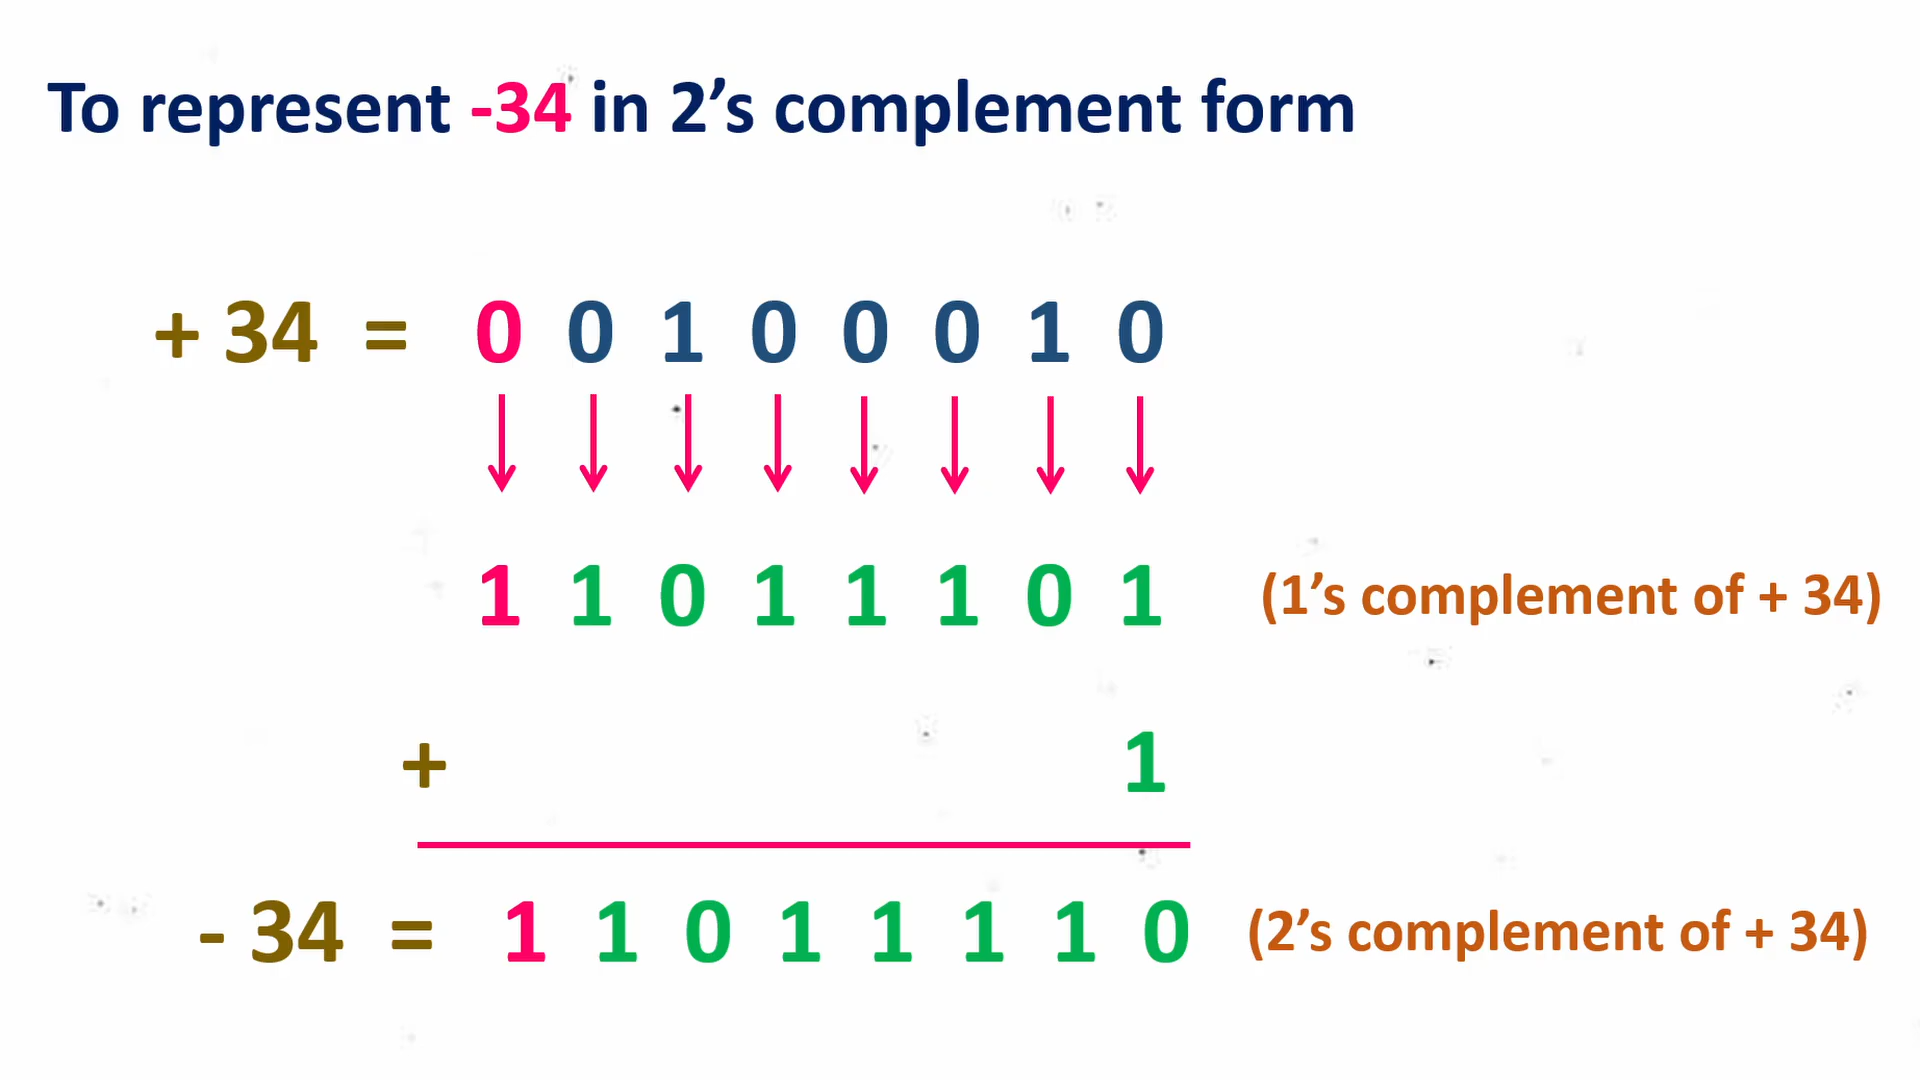 To represent -34 in 2’s complement form
+ 34 = 0 0 1 0 0 0 1 0
1 1 0 1 1 1 0 1 (1’s complement of + 34)
+ 1
- 34 = 1 1 0 1 1 1 1 0 (2’s complement of + 34)